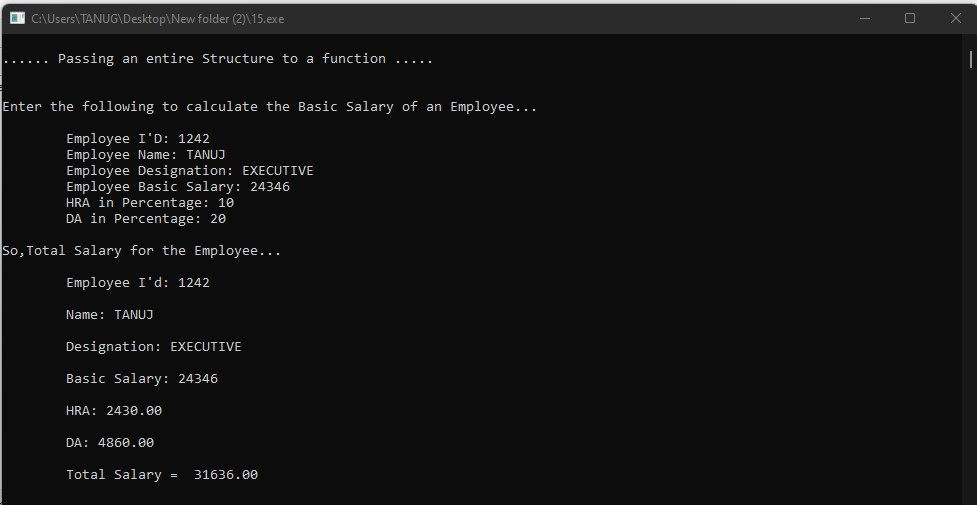 C:\Users\TANUG\Desktop\New folder (2)\15.exe
...... Passing an entire Structure to a function .....
Enter the following to calculate the Basic Salary of an Employee...
Employee I'D: 1242
Employee Name: TANUJ
Employee Designation: EXECUTIVE
Employee Basic Salary: 24346
HRA in Percentage: 10
DA in Percentage: 20
So,Total Salary for the Employee...
Employee I'd: 1242
Name: TANUJ
Designation: EXECUTIVE
Basic Salary: 24346
HRA: 2430.00
DA: 4860.00
Total Salary =  31636.00